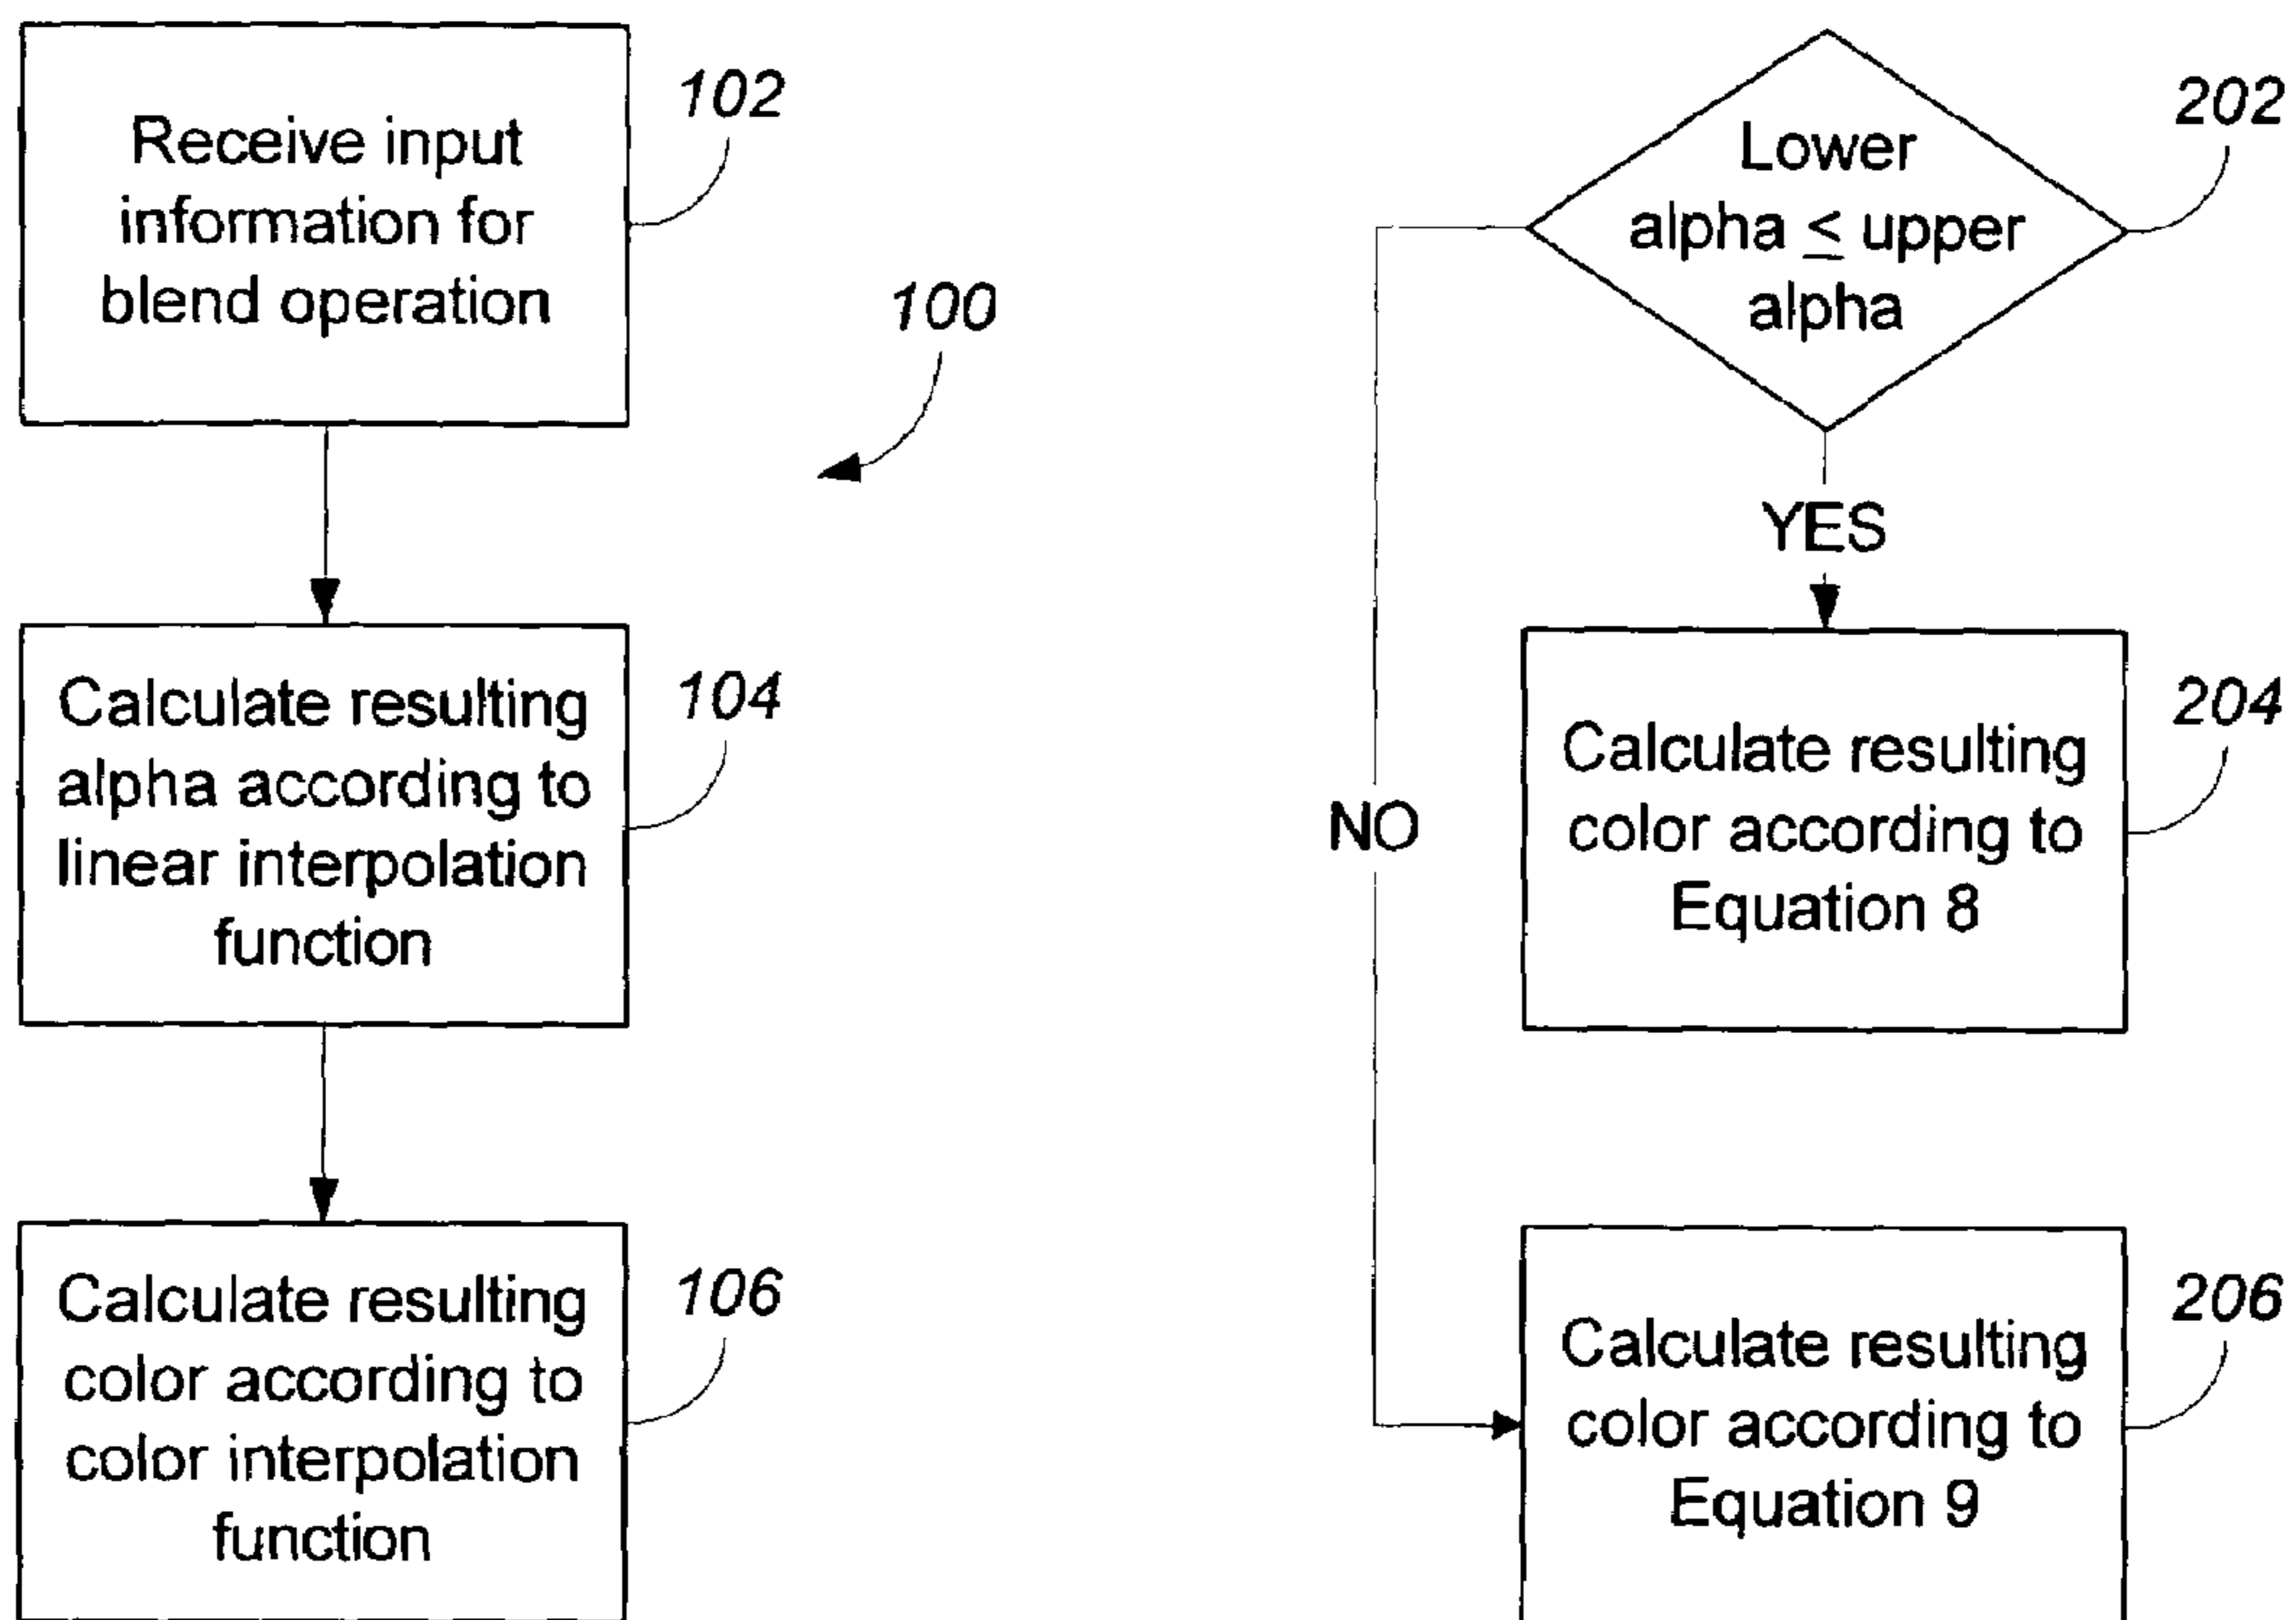 Receive input
information for
blend operation
102
100
Calculate resulting
alpha according to
linear interpolation
function
104
Calculate resulting
color according to
color interpolation
function
106
Lower
alpha ≤ upper
alpha
202
YES
NO
Calculate resulting
color according to
Equation 8
204
Calculate resulting
color according to
Equation 9
206